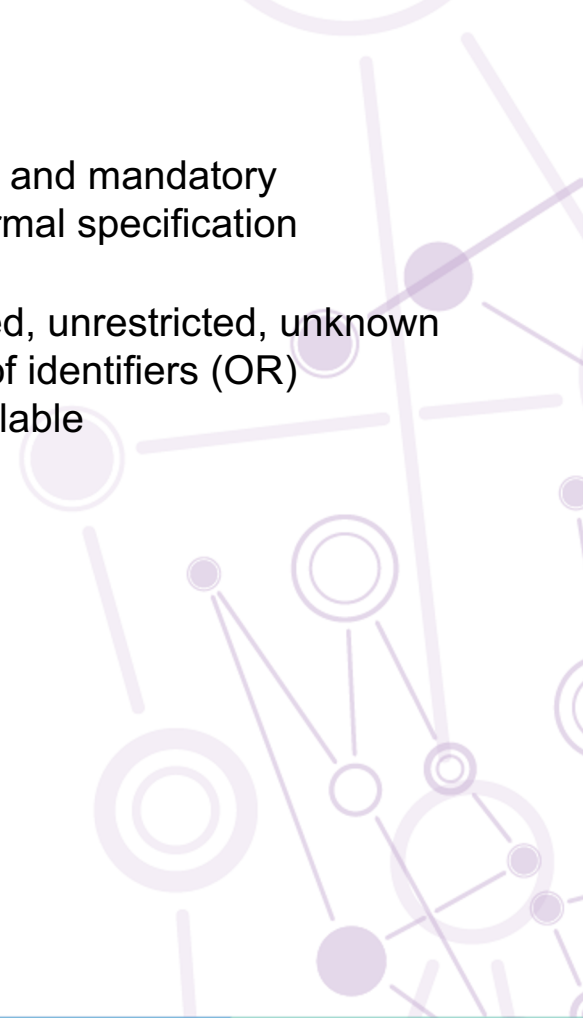 and mandatory
rmal specification
ed, unrestricted, unknown
of identifiers (OR)
lable